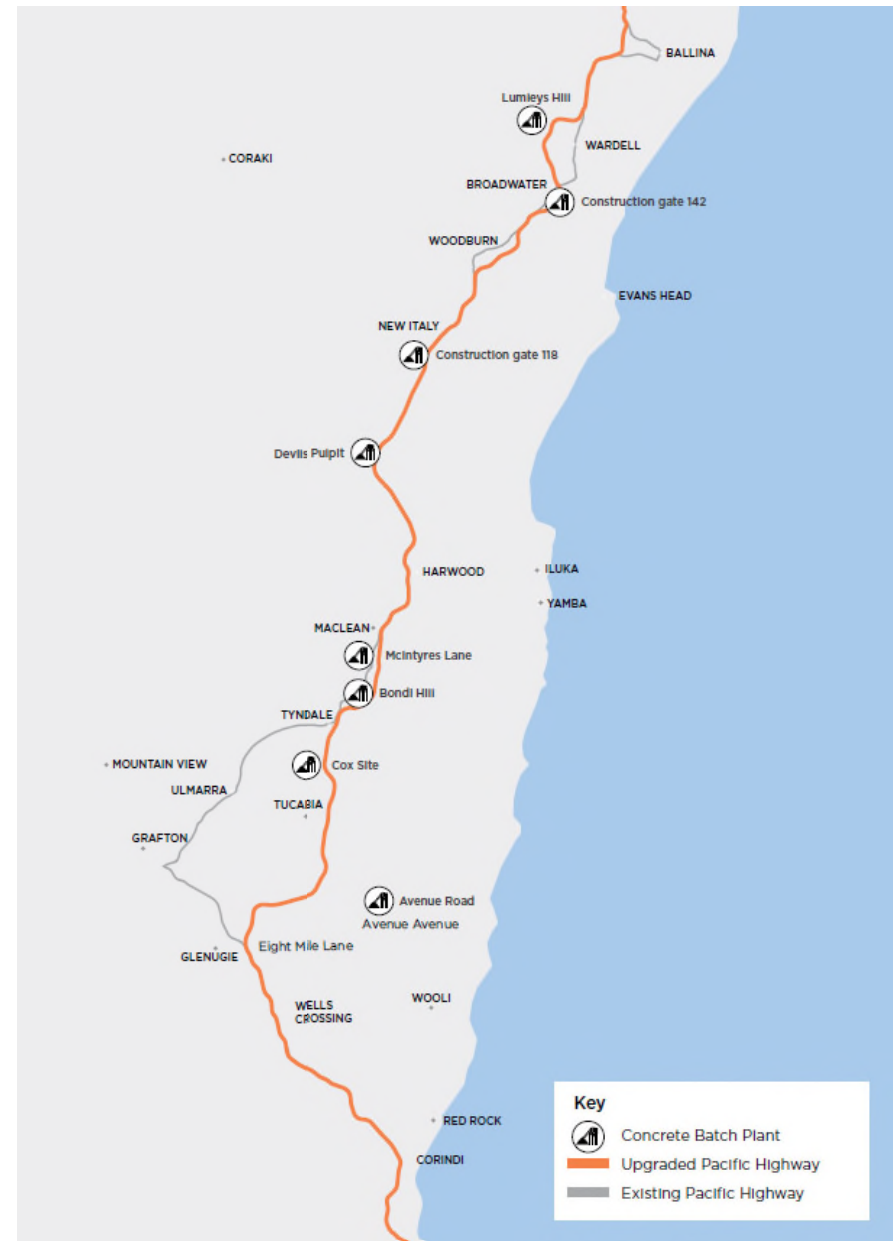 BALLINA
Lumleys Hill
WARDELL
CORAKI
BROADWATER
Construction gate 142
WOODBURN
EVANS HEAD
NEW ITALY
Construction gate 118
Devils Pulpit
HARWOOD
ILUKA
YAMBA
MACLEAN
McIntyres Lane
Bondi Hill
TYNDALE
MOUNTAIN VIEW
Cox Site
ULMARRA
TUCABIA
GRAFTON
Avenue Road
Avenue Avenue
Eight Mile Lane
GLENUGIE
WOOLI
WELLS
CROSSING
RED ROCK
CORINDI
Key
Concrete Batch Plant
Upgraded Pacific Highway
Existing Pacific Highway